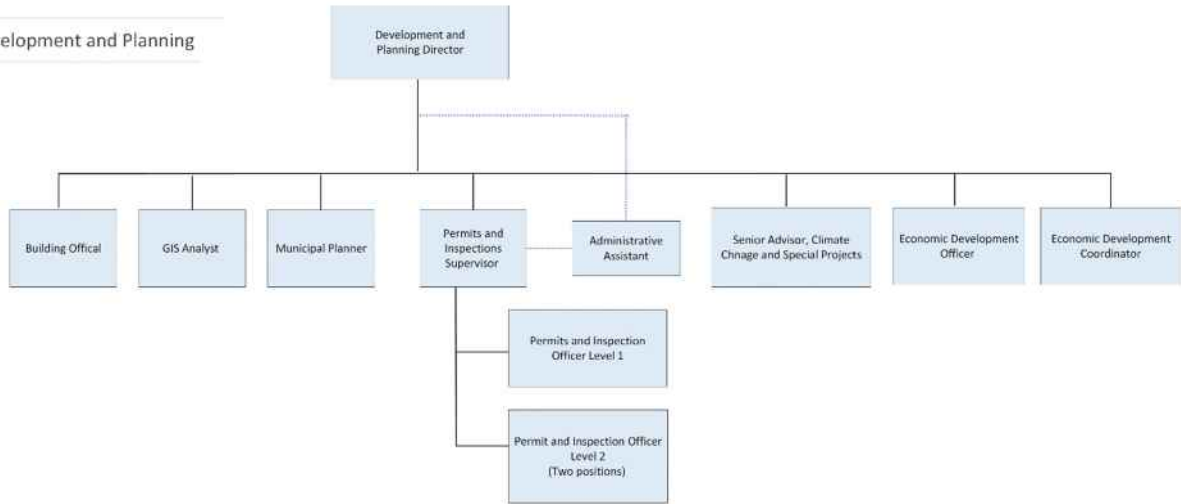 elopment and Planning
Development and
Planning Director
Building Offical
GIS Analyst
Municipal Planner
Permits and
Inspections
Supervisor
Administrative
Assistant
Senior Advisor, Climate
Chnage and Special Projects
Economic Development
Officer
Economic Development
Coordinator
Permits and Inspection
Officer Level 1
Permit and Inspection Officer
Level 2
(Two positions)